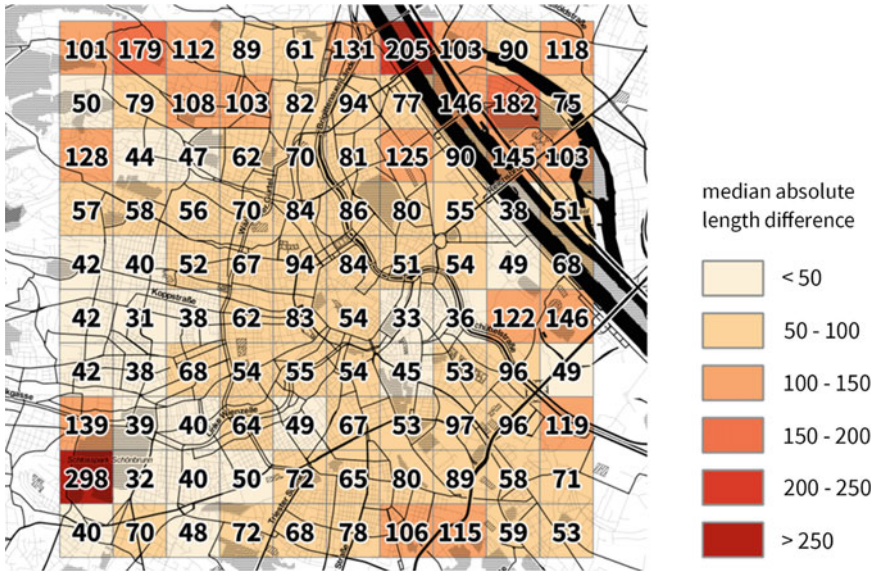 101 179 112 89 61 131 205 103 90 118
50 79 108 103 82 94 77 146 182 75
128 44 47 62 70 81 125 90 145 103
57 58 56 70 84 86 80 55 38 51
42 40 52 67 94 84 51 54 49 68
Koppstraße
42 31 38 62 83 54 33 36 122 146
42 38 68 54 55 54 45 53 96 49
139 39 40 64 49 67 53 97 96 119
Linke Wienzeile
Schlosspark Schönbrunn
298 32 40 50 72 65 80 89 58 71
40 70 48 72 68 78 106 115 59 53
median absolute
length difference
< 50
50 - 100
100 - 150
150 - 200
200 - 250
> 250